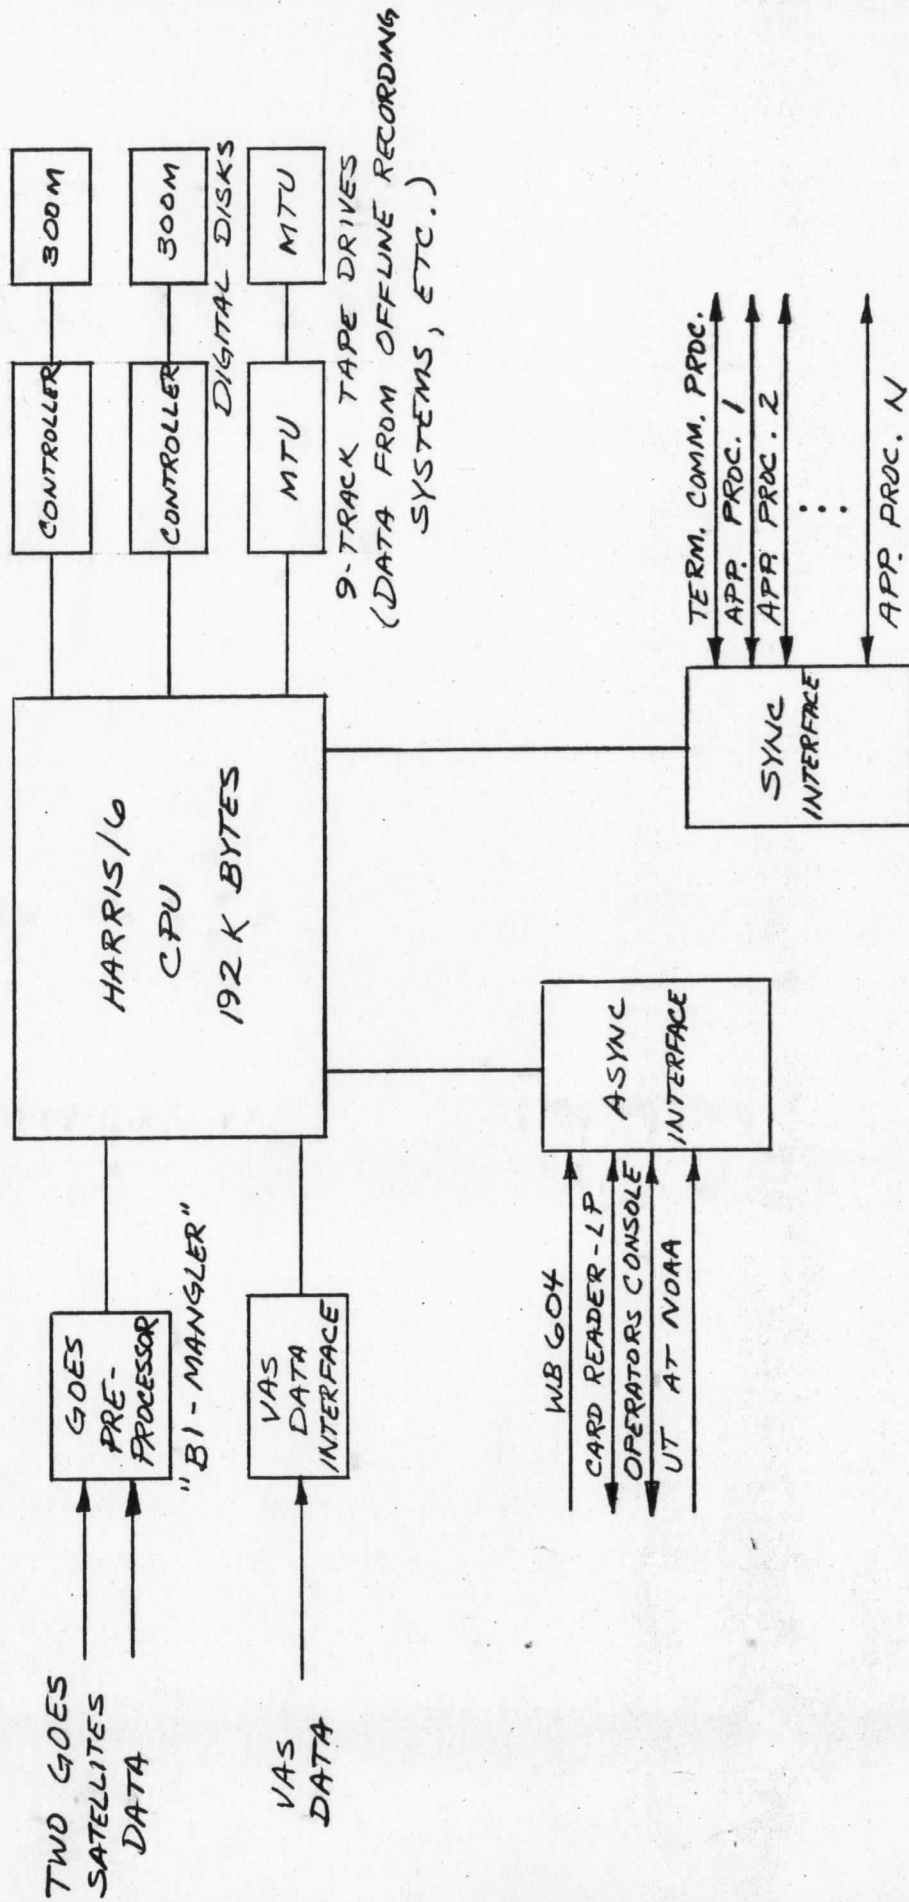 TWO GOES
SATELLITES
DATA
GOES
PRE-
PROCESSOR
"BI-MANGLER"
VAS
DATA
VAS
DATA
INTERFACE
HARRIS/6
CPU
192 K BYTES
CONTROLLER
300M
CONTROLLER
300M
DIGITAL DISKS
MTU
MTU
9-TRACK TAPE DRIVES
(DATA FROM OFFLINE RECORDING
SYSTEMS, ETC.)
WB 604
CARD READER-LP
OPERATORS CONSOLE
UT AT NOAA
ASYNC
INTERFACE
SYNC
INTERFACE
TERM. COMM. PROC.
APP. PROC. 1
APP. PROC. 2
APP. PROC. N